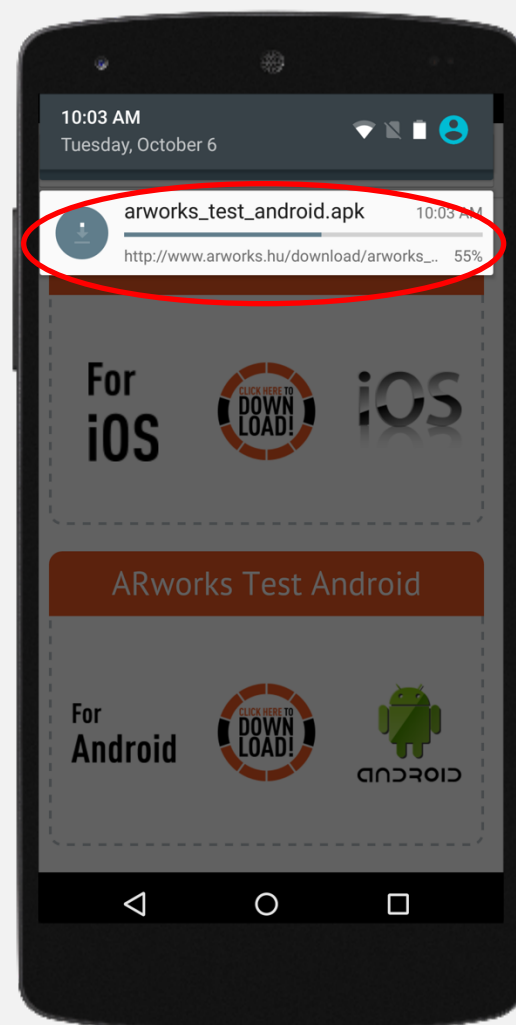 10:03 AM
Tuesday, October 6
arworks_test_android.apk 10:03 AM
http://www.arworks.hu/download/arworks_.. 55%
For
iOS
CLICK HERE TO
DOWN
LOAD!
iOS
ARworks Test Android
For
Android
CLICK HERE TO
DOWN
LOAD!
ANDROID